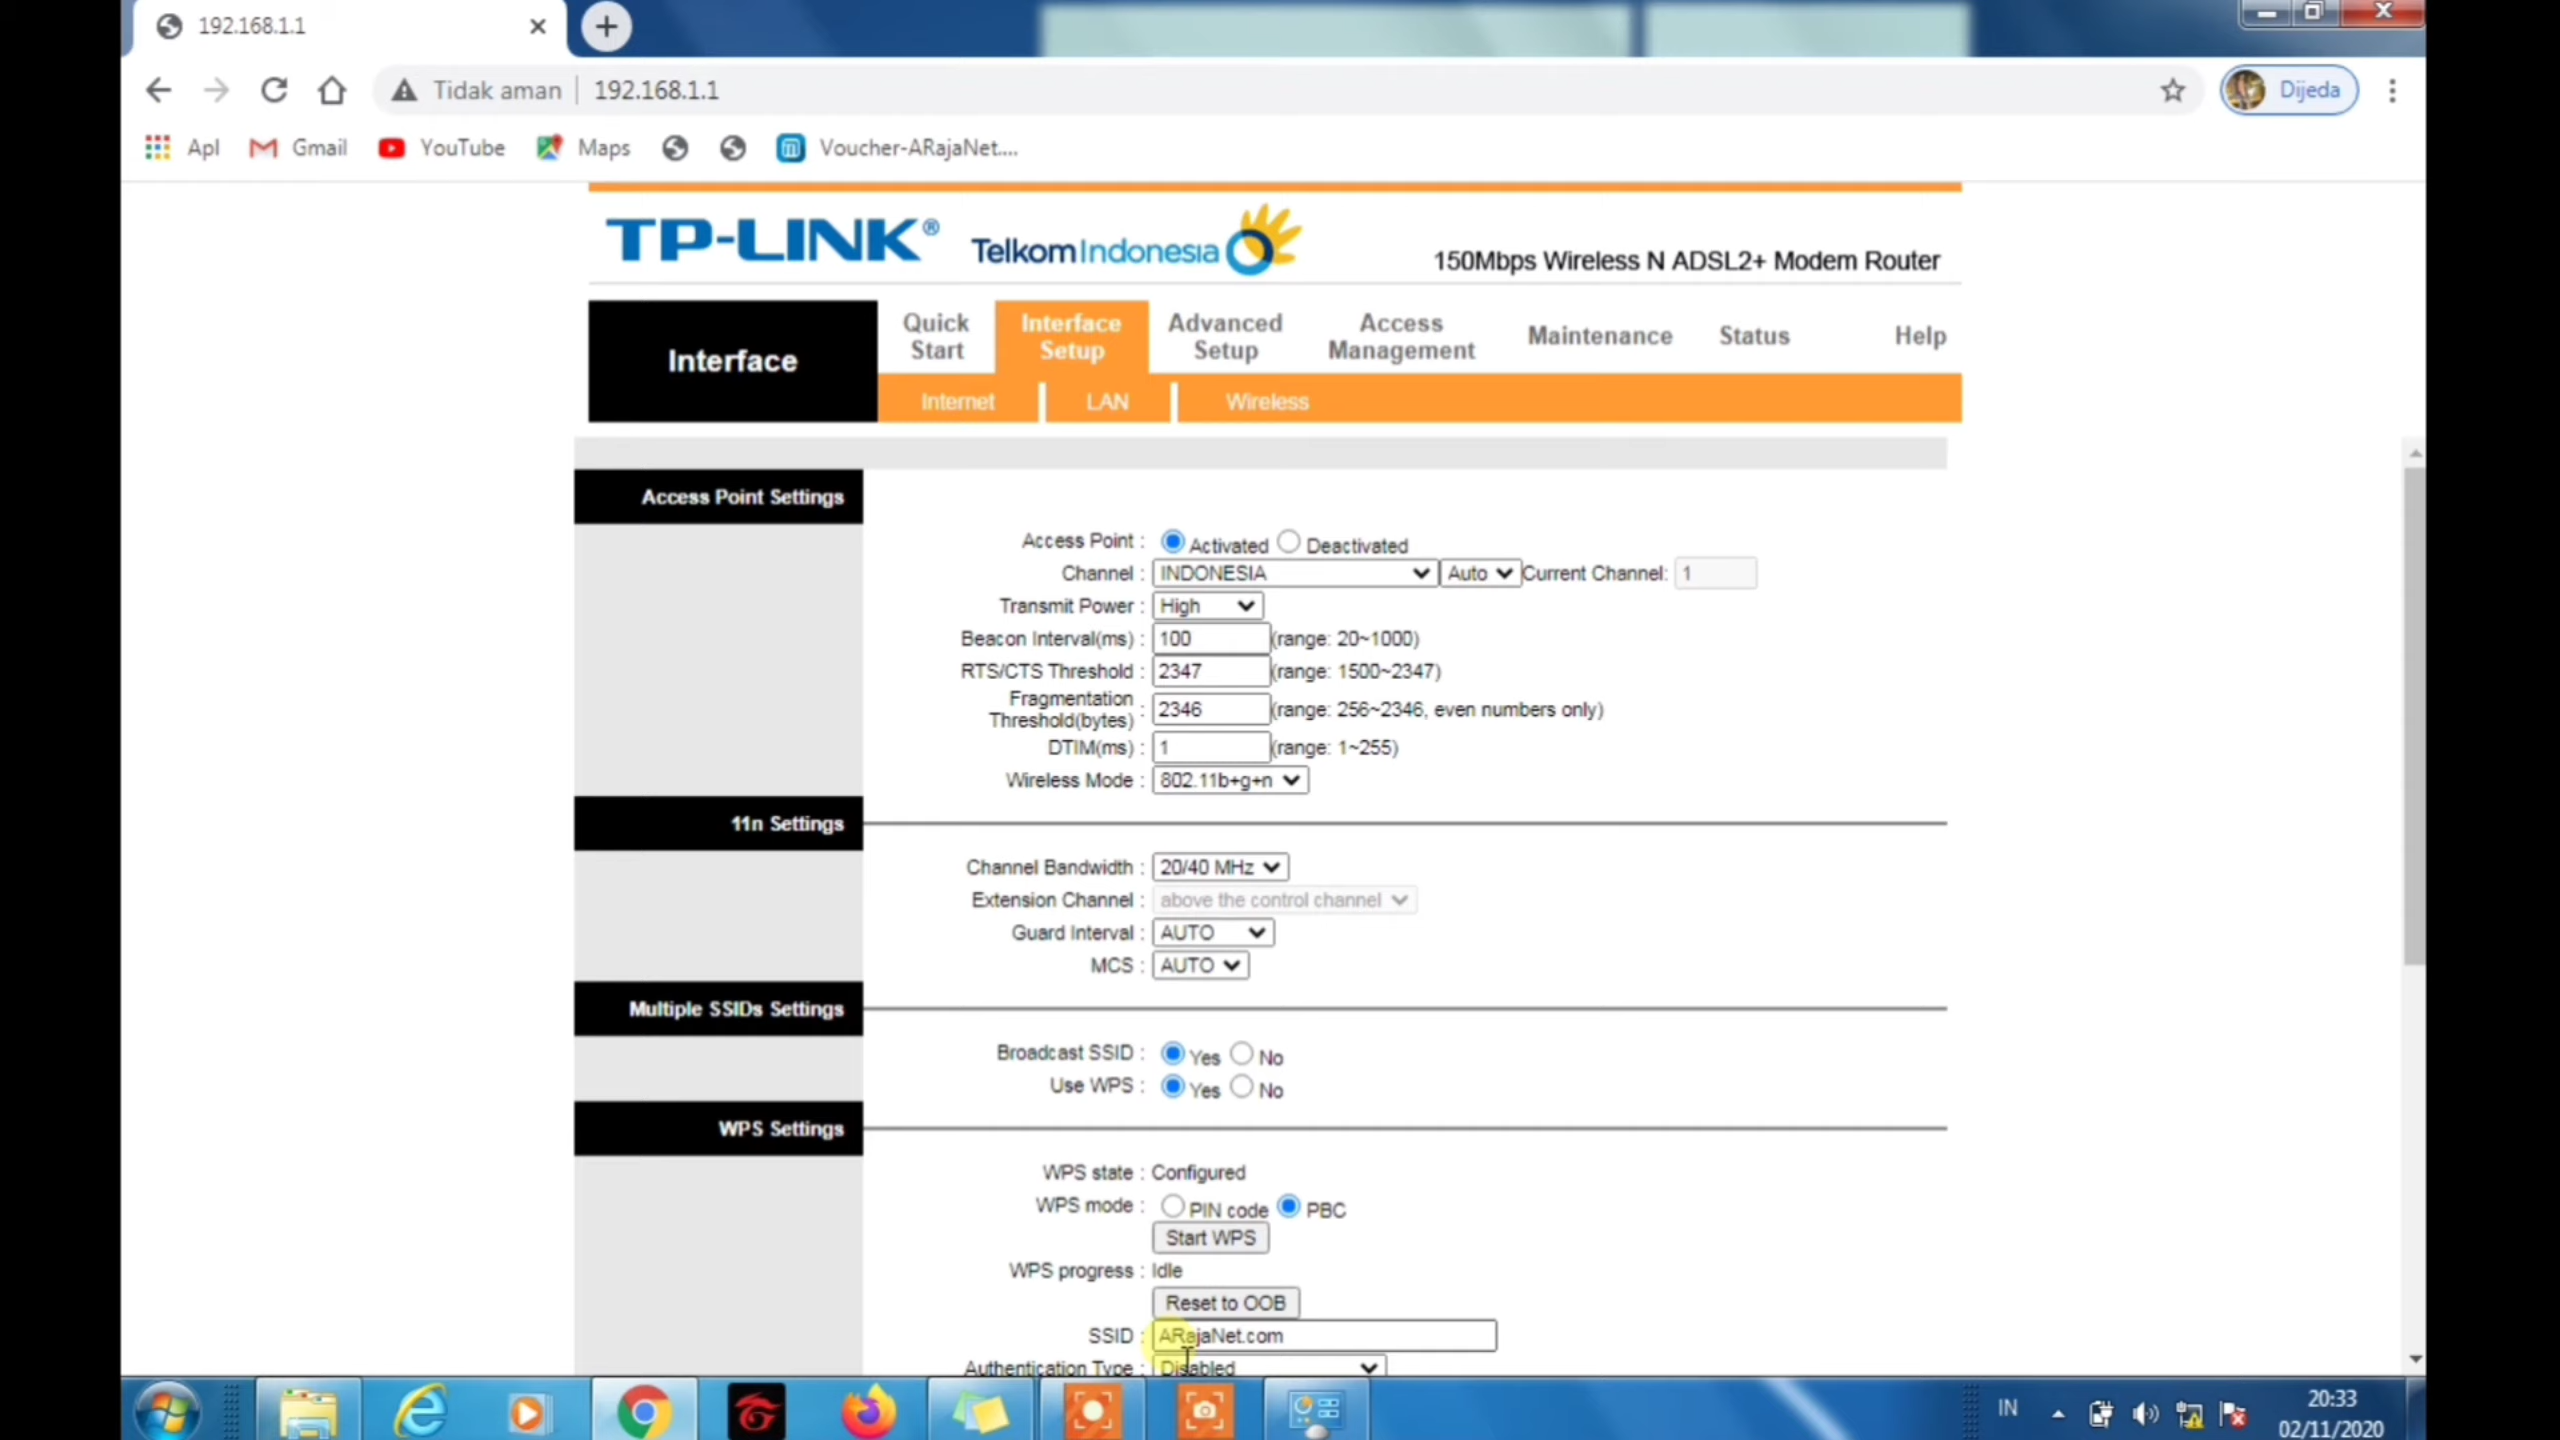 192.168.1.1
Tidak aman 192.168.1.1 Dijeda
Apl Gmail YouTube Maps Voucher-ARajaNet....
TP-LINK® TelkomIndonesia 150Mbps Wireless N ADSL2+ Modem Router
Interface
Quick Start
Interface Setup
Advanced Setup
Access Management
Maintenance
Status
Help
Internet LAN Wireless
Access Point Settings
Access Point : Activated Deactivated
Channel : INDONESIA Auto Current Channel: 1
Transmit Power : High
Beacon Interval(ms) : 100 (range: 20~1000)
RTS/CTS Threshold : 2347 (range: 1500~2347)
Fragmentation
Threshold(bytes) : 2346 (range: 256~2346, even numbers only)
DTIM(ms) : 1 (range: 1~255)
Wireless Mode : 802.11b+g+n
11n Settings
Channel Bandwidth : 20/40 MHz
Extension Channel : above the control channel
Guard Interval : AUTO
MCS : AUTO
Multiple SSIDs Settings
Broadcast SSID : Yes No
Use WPS : Yes No
WPS Settings
WPS state : Configured
WPS mode : PIN code PBC
Start WPS
WPS progress : Idle
Reset to OOB
SSID : ARajaNet.com
Authentication Type : Disabled
IN 20:33
02/11/2020